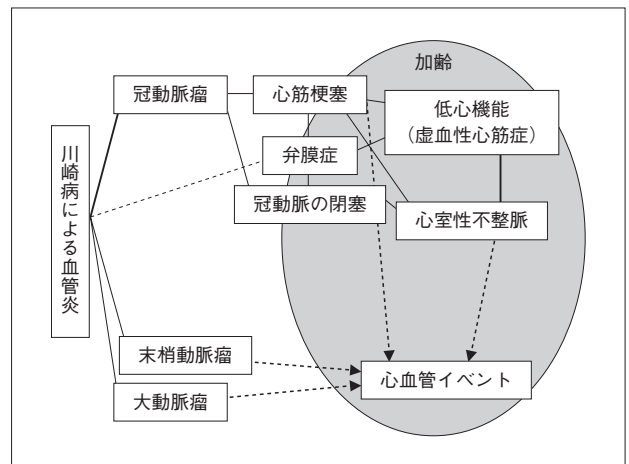 加齢
冠動脈瘤
心筋梗塞
低心機能
（虚血性心筋症）
弁膜症
冠動脈の閉塞
心室性不整脈
川崎病による血管炎
末梢動脈瘤
大動脈瘤
心血管イベント